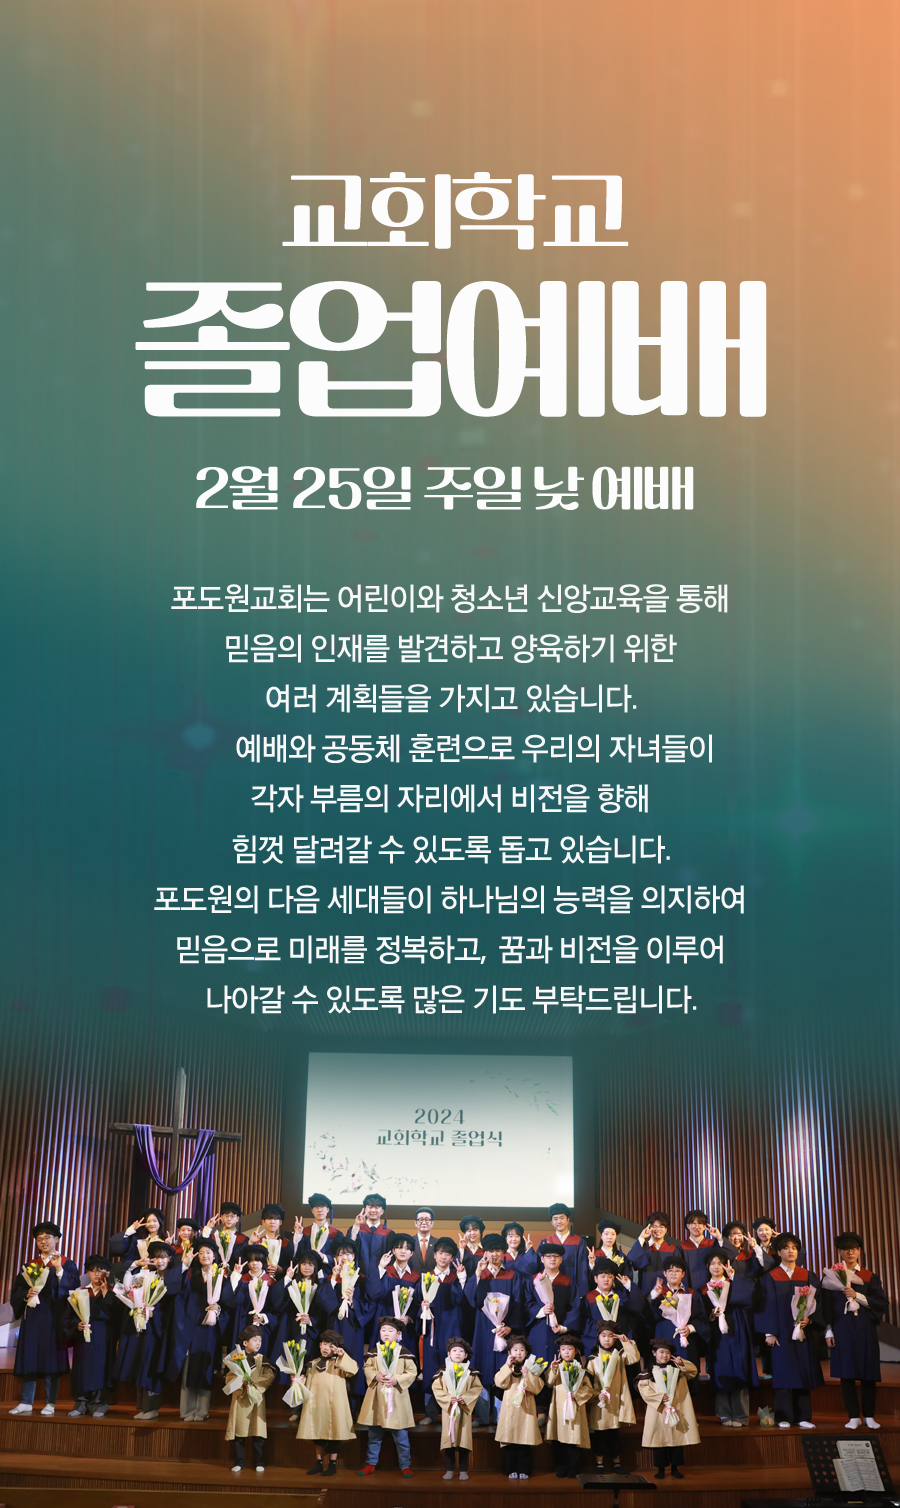 교회학교
졸업예배
2월 25일 주일 낮 예배
포도원교회는 어린이와 청소년 신앙교육을 통해
믿음의 인재를 발견하고 양육하기 위한
여러 계획들을 가지고 있습니다.
예배와 공동체 훈련으로 우리의 자녀들이
각자 부름의 자리에서 비전을 향해
힘껏 달려갈 수 있도록 돕고 있습니다.
포도원의 다음 세대들이 하나님의 능력을 의지하여
믿음으로 미래를 정복하고, 꿈과 비전을 이루어
나아갈 수 있도록 많은 기도 부탁드립니다.
2024
교회학교 졸업식